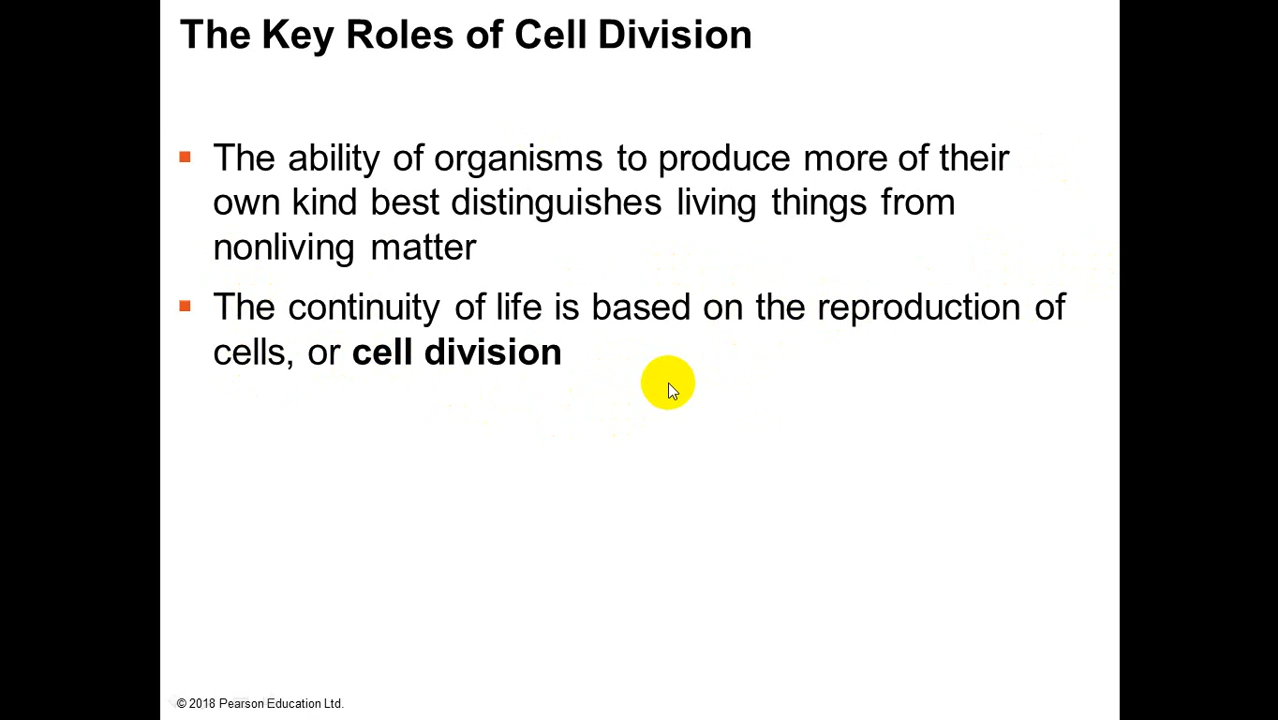 The Key Roles of Cell Division
The ability of organisms to produce more of their
own kind best distinguishes living things from
nonliving matter
The continuity of life is based on the reproduction of
cells, or cell division
© 2018 Pearson Education Ltd.